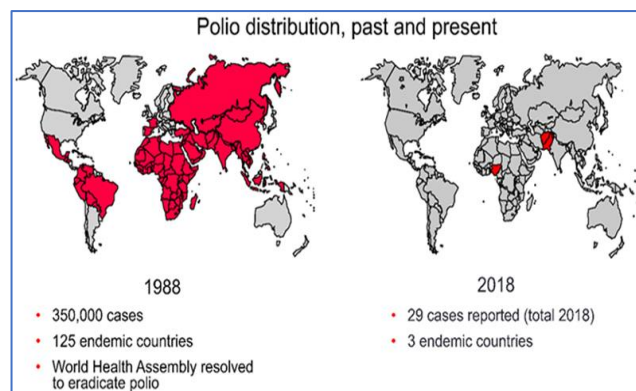 Polio distribution, past and present
1988
• 350,000 cases
• 125 endemic countries
• World Health Assembly resolved
to eradicate polio
2018
• 29 cases reported (total 2018)
• 3 endemic countries